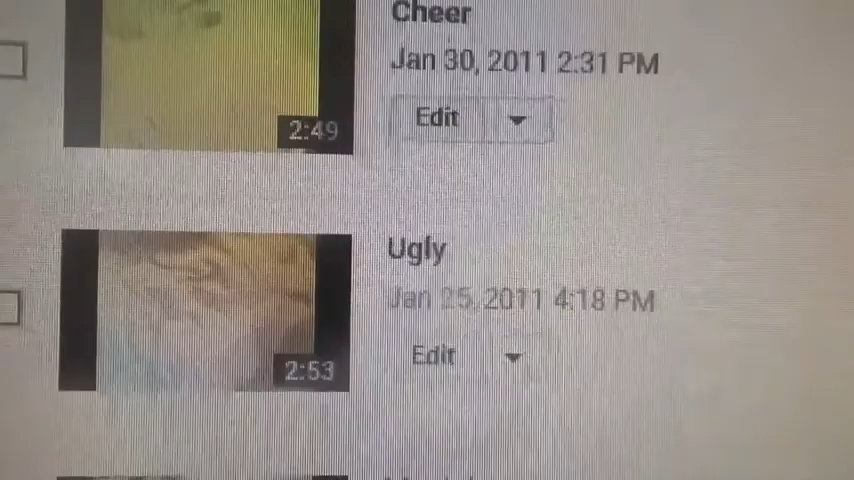 Cheer
Jan 30, 2011 2:31 PM
2:49
Edit
Ugly
Jan 25, 2011 4:18 PM
Edit
2:53